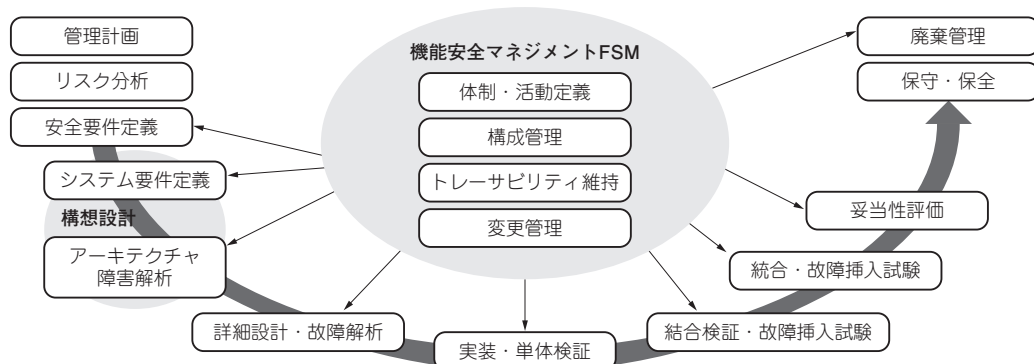 管理計画
リスク分析
安全要件定義
システム要件定義
構想設計
アーキテクチャ
障害解析
詳細設計・故障解析
機能安全マネジメントFSM
体制・活動定義
構成管理
トレーサビリティ維持
変更管理
実装・単体検証
結合検証・故障挿入試験
統合・故障挿入試験
妥当性評価
保守・保全
廃棄管理